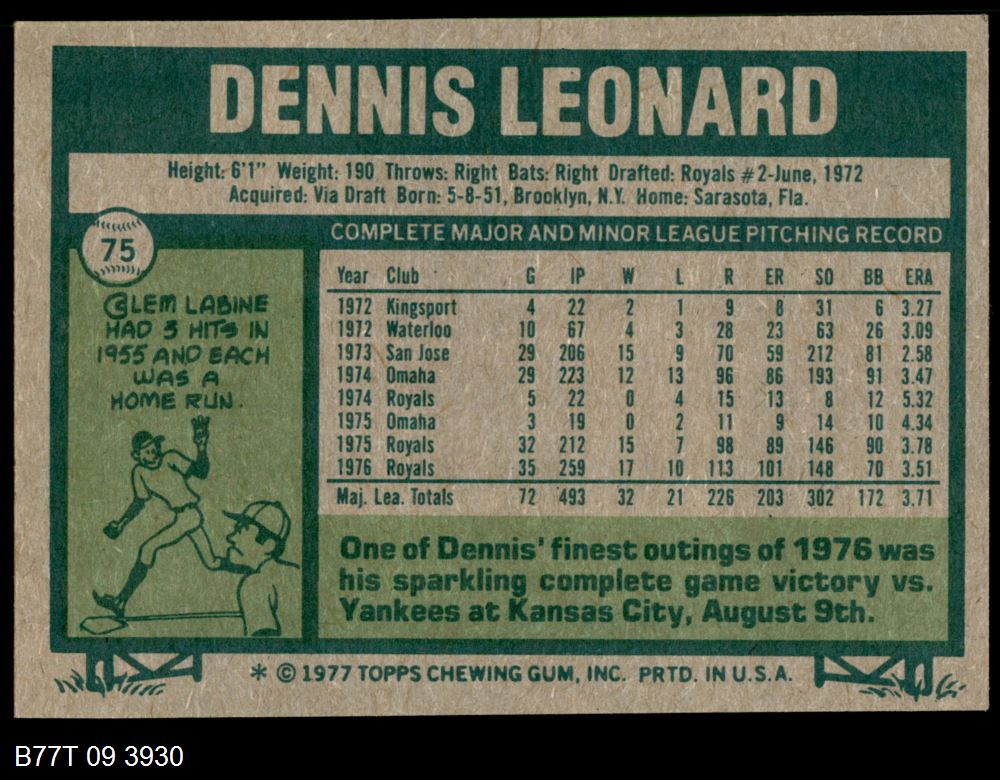 DENNIS LEONARD
Height: 6'1" Weight: 190 Throws: Right Bats: Right Drafted: Royals #2-June, 1972
Acquired: Via Draft Born: 5-8-51, Brooklyn, N.Y. Home: Sarasota, Fla.
75
CLEM LABINE
HAD 3 HITS IN
1955 AND EACH
WAS A
HOME RUN.
COMPLETE MAJOR AND MINOR LEAGUE PITCHING RECORD
Year Club G IP W L R ER SO BB ERA
1972 Kingsport 4 22 2 1 9 8 31 6 3.27
1972 Waterloo 10 67 4 3 28 23 63 26 3.09
1973 San Jose 29 206 15 9 70 59 212 81 2.58
1974 Omaha 29 223 12 13 96 86 193 91 3.47
1974 Royals 5 22 0 4 15 13 8 12 5.32
1975 Omaha 3 19 0 2 11 9 14 10 4.34
1975 Royals 32 212 15 7 98 89 146 90 3.78
1976 Royals 35 259 17 10 113 101 148 70 3.51
Maj. Lea. Totals 72 493 32 21 226 203 302 172 3.71
One of Dennis' finest outings of 1976 was
his sparkling complete game victory vs.
Yankees at Kansas City, August 9th.
* © 1977 TOPPS CHEWING GUM, INC. PRTD. IN U.S.A.
B77T 09 3930